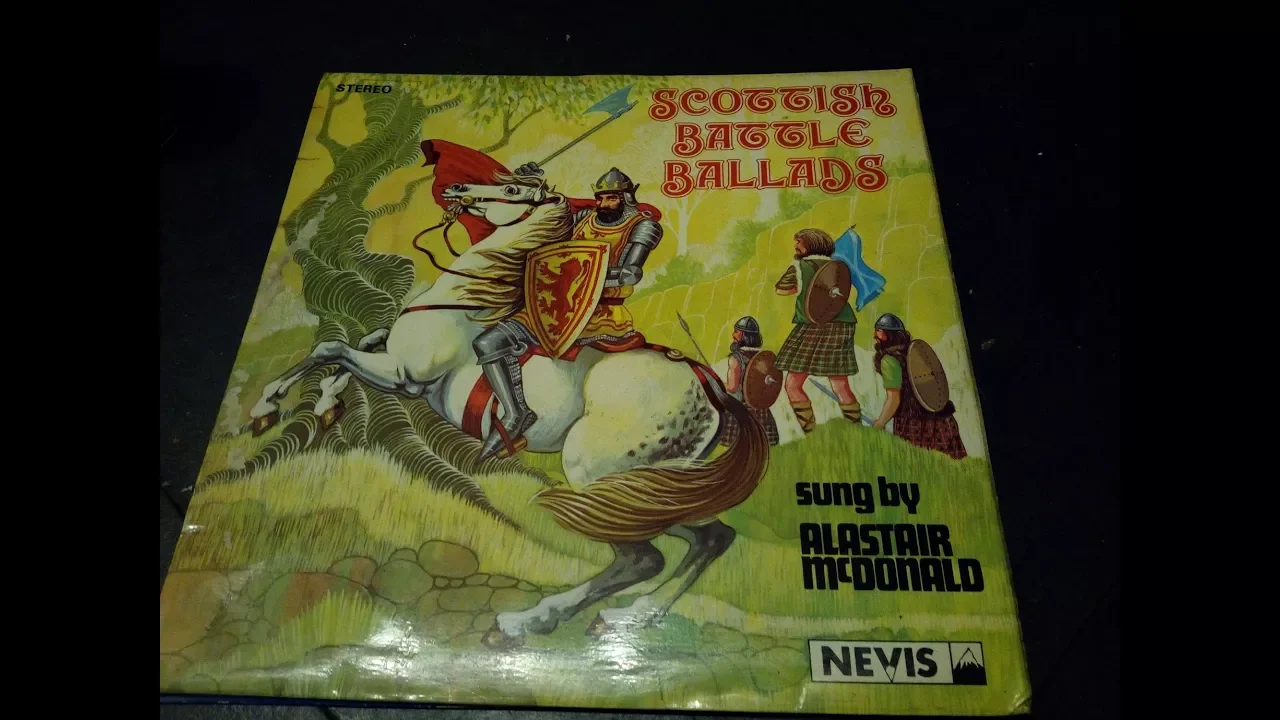 STEREO
SCOTTISH
BATTLE
BALLADS
sung by
ALASTAIR
McDONALD
NEVIS